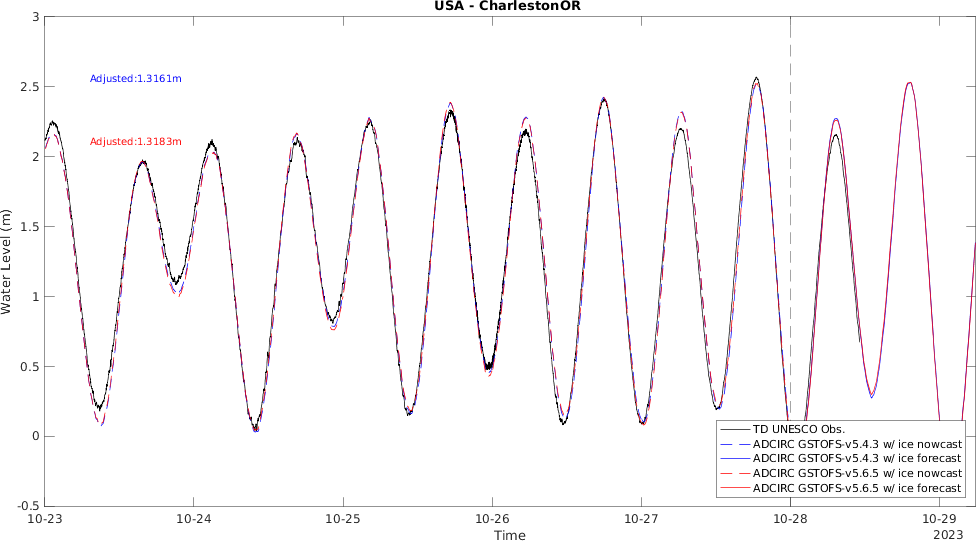 USA - CharlestonOR
3
2.5
2
1.5
1
0.5
0
-0.5
Water Level (m)
Adjusted:1.3161m
Adjusted:1.3183m
TD UNESCO Obs.
ADCIRC GSTOFS-v5.4.3 w/ ice nowcast
ADCIRC GSTOFS-v5.4.3 w/ ice forecast
ADCIRC GSTOFS-v5.6.5 w/ ice nowcast
ADCIRC GSTOFS-v5.6.5 w/ ice forecast
10-23 10-24 10-25 10-26 10-27 10-28 10-29
Time
2023